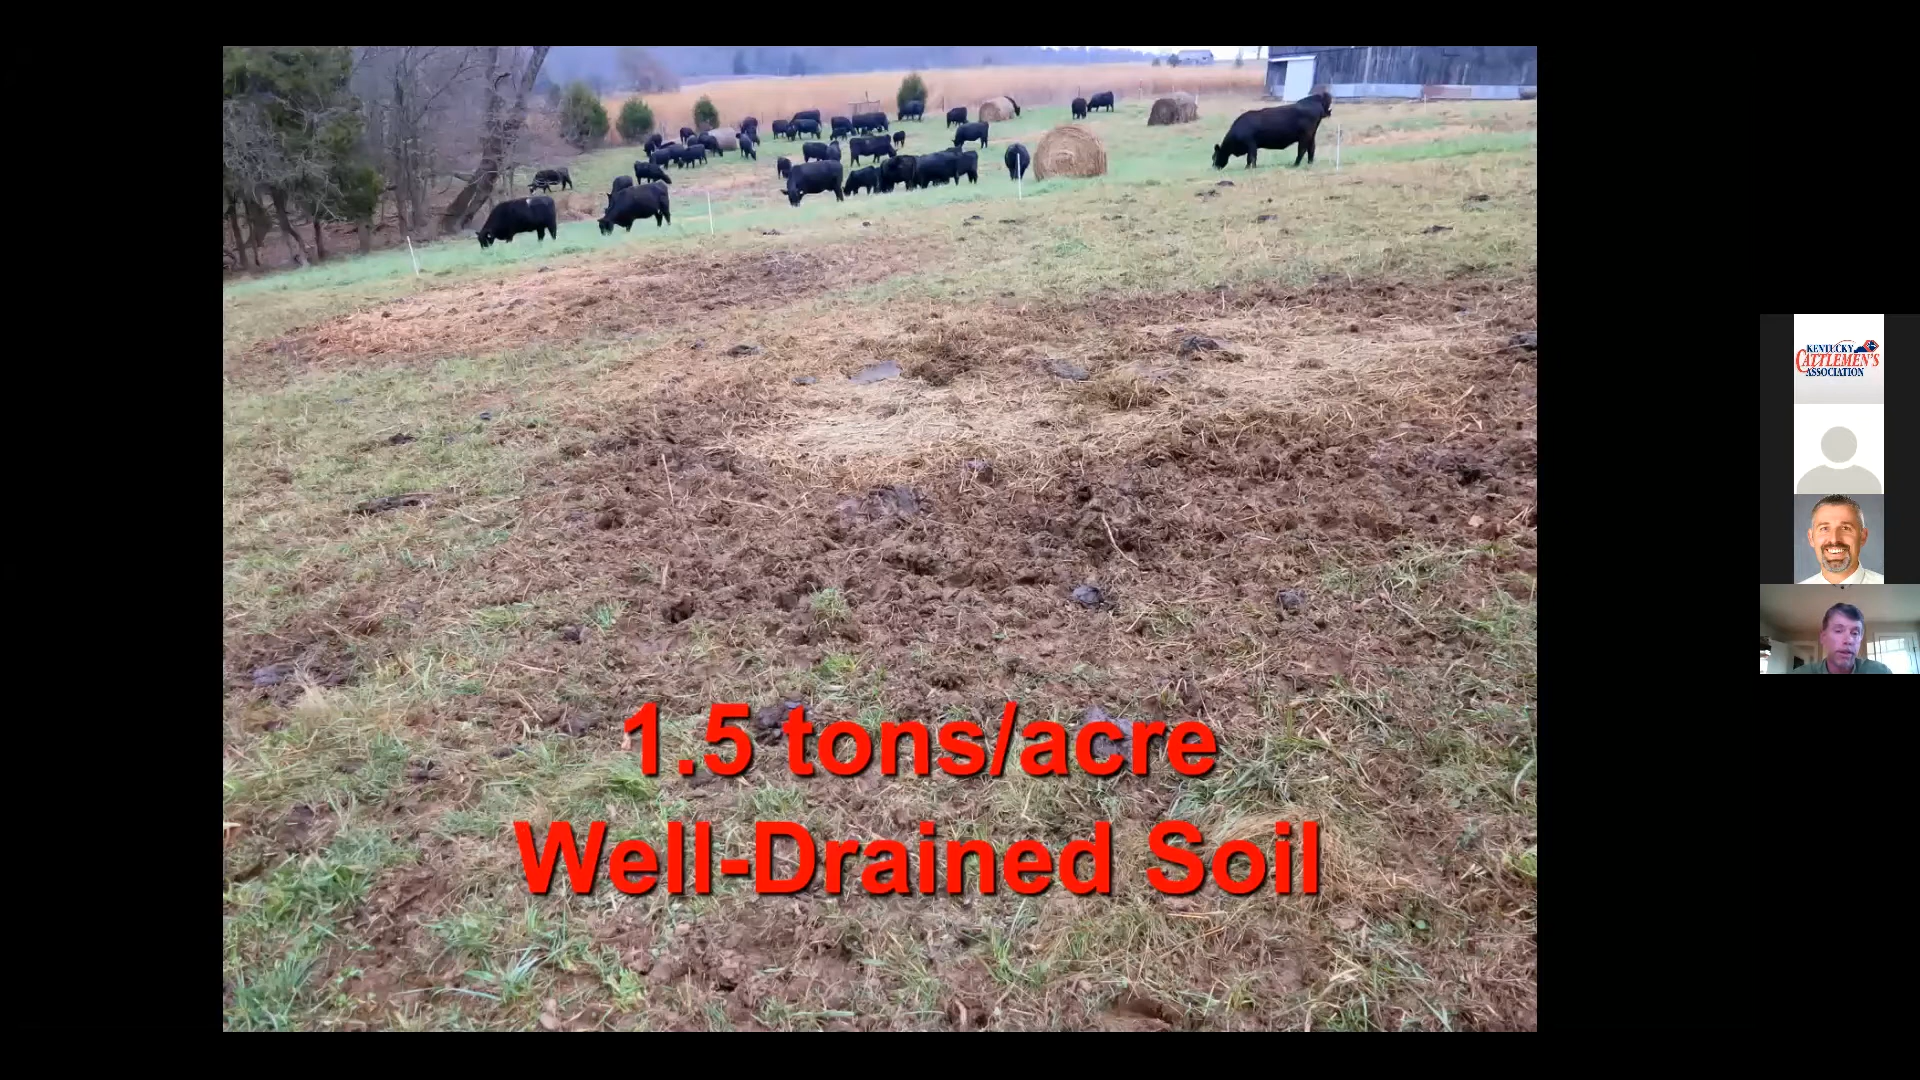 1.5 tons/acre
Well-Drained Soil
KENTUCKY
CATTLEMEN'S
ASSOCIATION